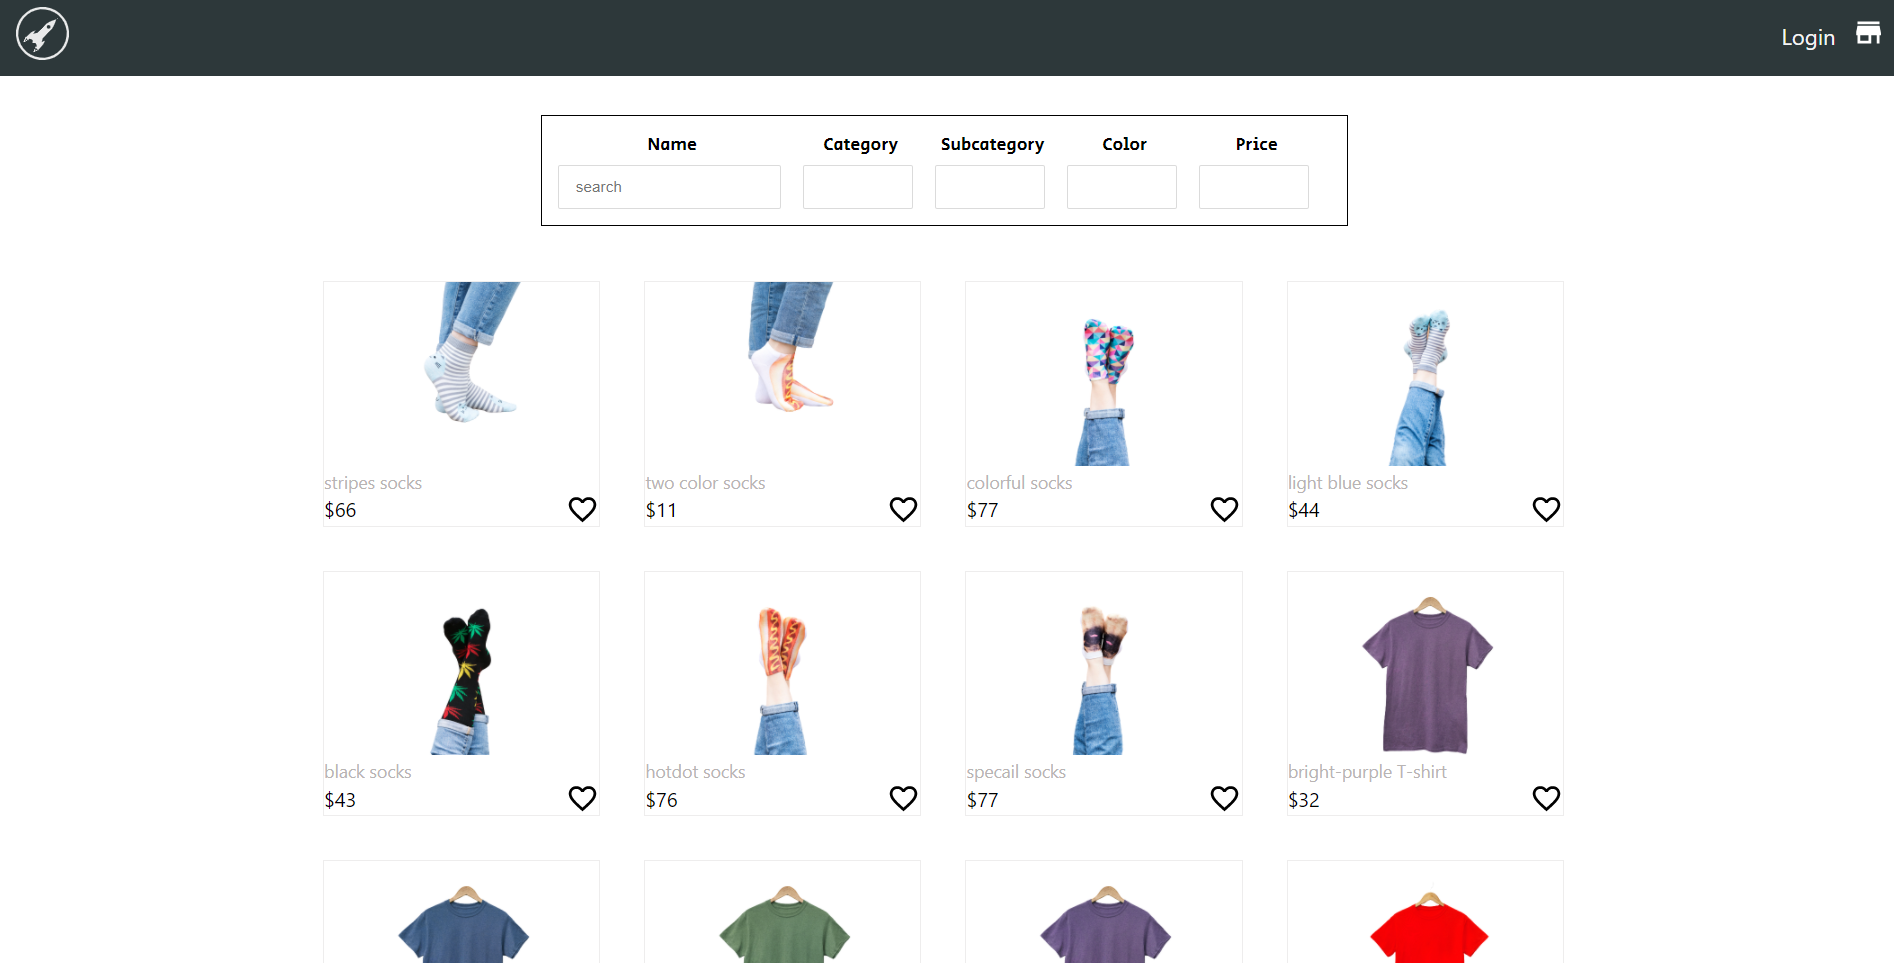 Login
Name Category Subcategory Color Price
search
stripes socks two color socks colorful socks light blue socks
$66 $11 $77 $44
black socks hotdot socks specail socks bright-purple T-shirt
$43 $76 $77 $32